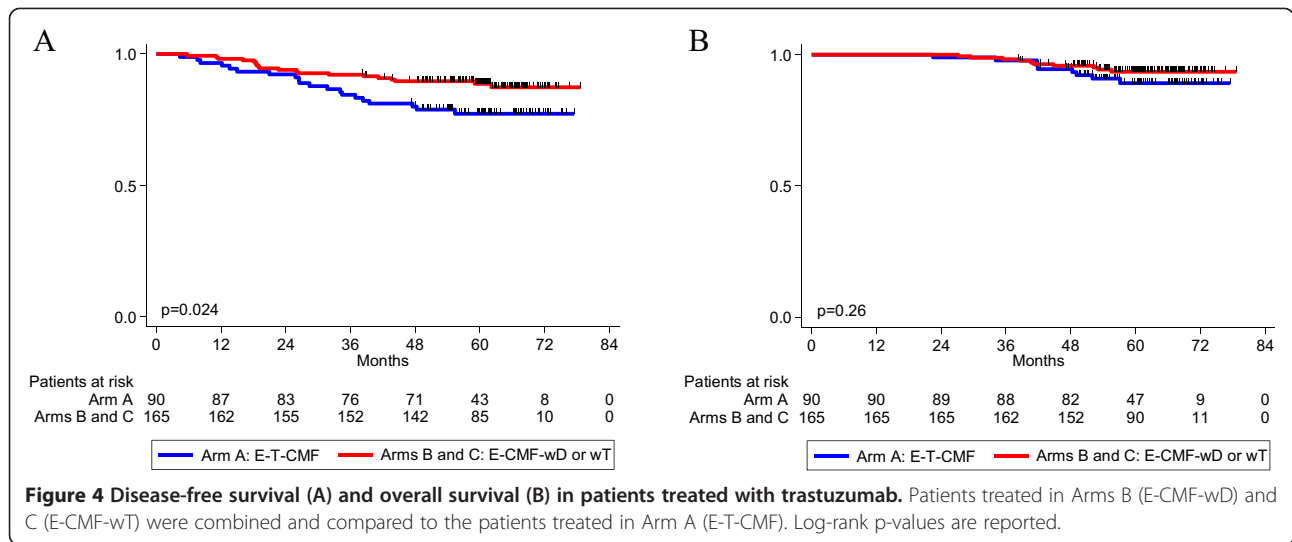 A
1.0
0.5
0.0
p=0.024
0 12 24 36 48 60 72 84
Months
Patients at risk
Arm A 90 87 83 76 71 43 8 0
Arms B and C 165 162 155 152 142 85 10 0
Arm A: E-T-CMF Arms B and C: E-CMF-wD or wT
B
1.0
0.5
0.0
p=0.26
0 12 24 36 48 60 72 84
Months
Patients at risk
Arm A 90 90 89 88 82 47 9 0
Arms B and C 165 165 165 162 152 90 11 0
Arm A: E-T-CMF Arms B and C: E-CMF-wD or wT
Figure 4 Disease-free survival (A) and overall survival (B) in patients treated with trastuzumab. Patients treated in Arms B (E-CMF-wD) and
C (E-CMF-wT) were combined and compared to the patients treated in Arm A (E-T-CMF). Log-rank p-values are reported.